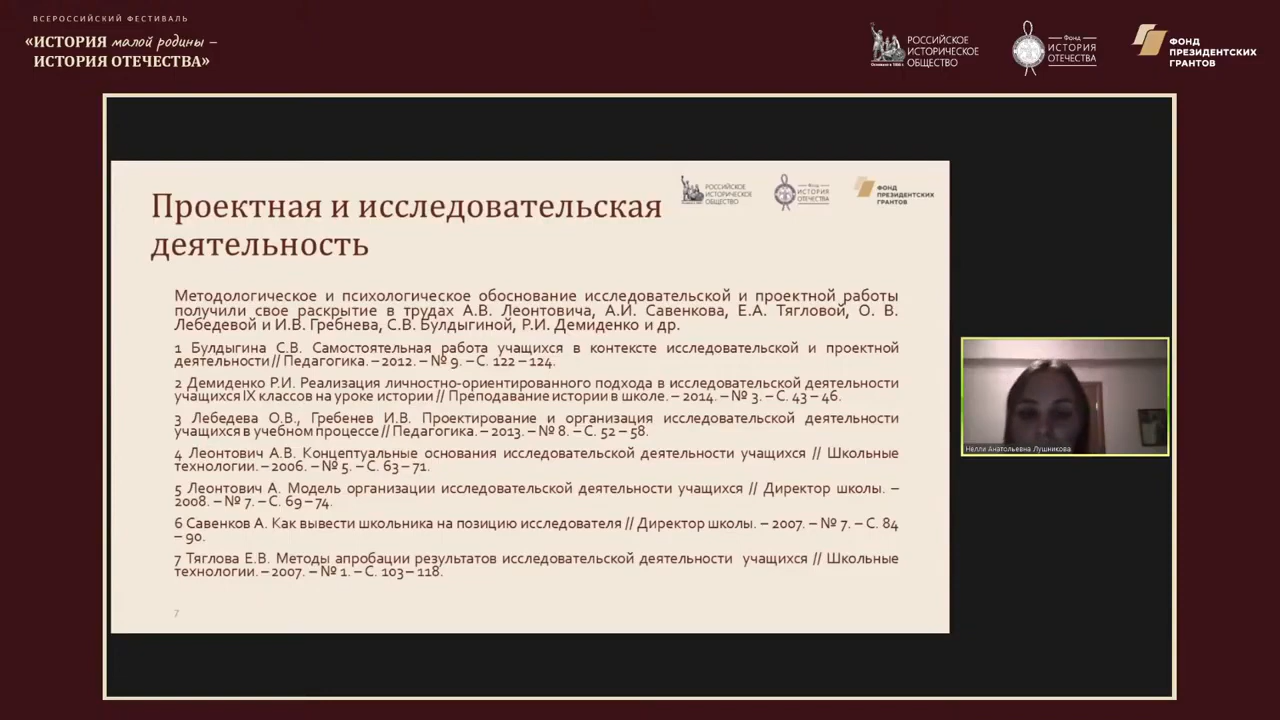 ВСЕРОССИЙСКИЙ ФЕСТИВАЛЬ
«ИСТОРИЯ малой родины –
ИСТОРИЯ ОТЕЧЕСТВА»
РОССИЙСКОЕ
ИСТОРИЧЕСКОЕ
ОБЩЕСТВО
Фонд
ИСТОРИЯ
ОТЕЧЕСТВА
ФОНД
ПРЕЗИДЕНТСКИХ
ГРАНТОВ
Проектная и исследовательская
деятельность
РОССИЙСКОЕ
ИСТОРИЧЕСКОЕ
ОБЩЕСТВО
Фонд
ИСТОРИЯ
ОТЕЧЕСТВА
ФОНД
ПРЕЗИДЕНТСКИХ
ГРАНТОВ
Методологическое и психологическое обоснование исследовательской и проектной работы
получили свое раскрытие в трудах А.В. Леонтовича, А.И. Савенкова, Е.А. Тягловой, О. В.
Лебедевой и И.В. Гребнева, С.В. Булдыгиной, Р.И. Демиденко и др.
1 Булдыгина С.В. Самостоятельная работа учащихся в контексте исследовательской и проектной
деятельности // Педагогика. – 2012. – № 9. – С. 122 – 124.
2 Демиденко Р.И. Реализация личностно-ориентированного подхода в исследовательской деятельности
учащихся IX классов на уроке истории // Преподавание истории в школе. – 2014. – № 3. – С. 43 – 46.
3 Лебедева О.В., Гребенев И.В. Проектирование и организация исследовательской деятельности
учащихся в учебном процессе // Педагогика. – 2013. – № 8. – С. 52 – 58.
4 Леонтович А.В. Концептуальные основания исследовательской деятельности учащихся // Школьные
технологии. – 2006. – № 5. – С. 63 – 71.
5 Леонтович А. Модель организации исследовательской деятельности учащихся // Директор школы. –
2008. – № 7. – С. 69 – 74.
6 Савенков А. Как вывести школьника на позицию исследователя // Директор школы. – 2007. – № 7. – С. 84
– 90.
7 Тяглова Е.В. Методы апробации результатов исследовательской деятельности учащихся // Школьные
технологии. – 2007. – № 1. – С. 103 – 118.
7
Нелли Анатольевна Лушникова